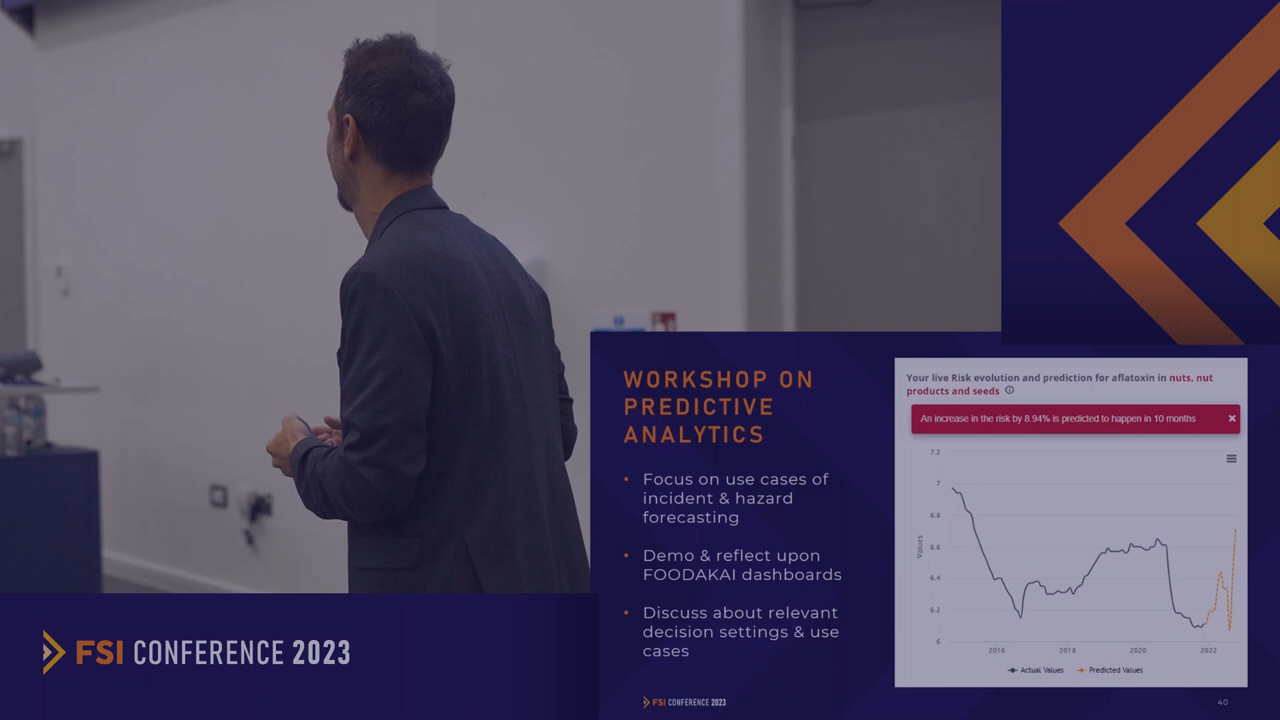 WORKSHOP ON
PREDICTIVE
ANALYTICS
• Focus on use cases of
incident & hazard
forecasting
• Demo & reflect upon
FOODAKAI dashboards
• Discuss about relevant
decision settings & use
cases
Your live Risk evolution and prediction for aflatoxin in nuts, nut
products and seeds
An increase in the risk by 8.94% is predicted to happen in 10 months
7.2
7
6.8
6.6
6.4
6.2
6
Values
2016
2018
2020
2022
Actual Values
Predicted Values
FSI CONFERENCE 2023
FSI CONFERENCE 2023
40